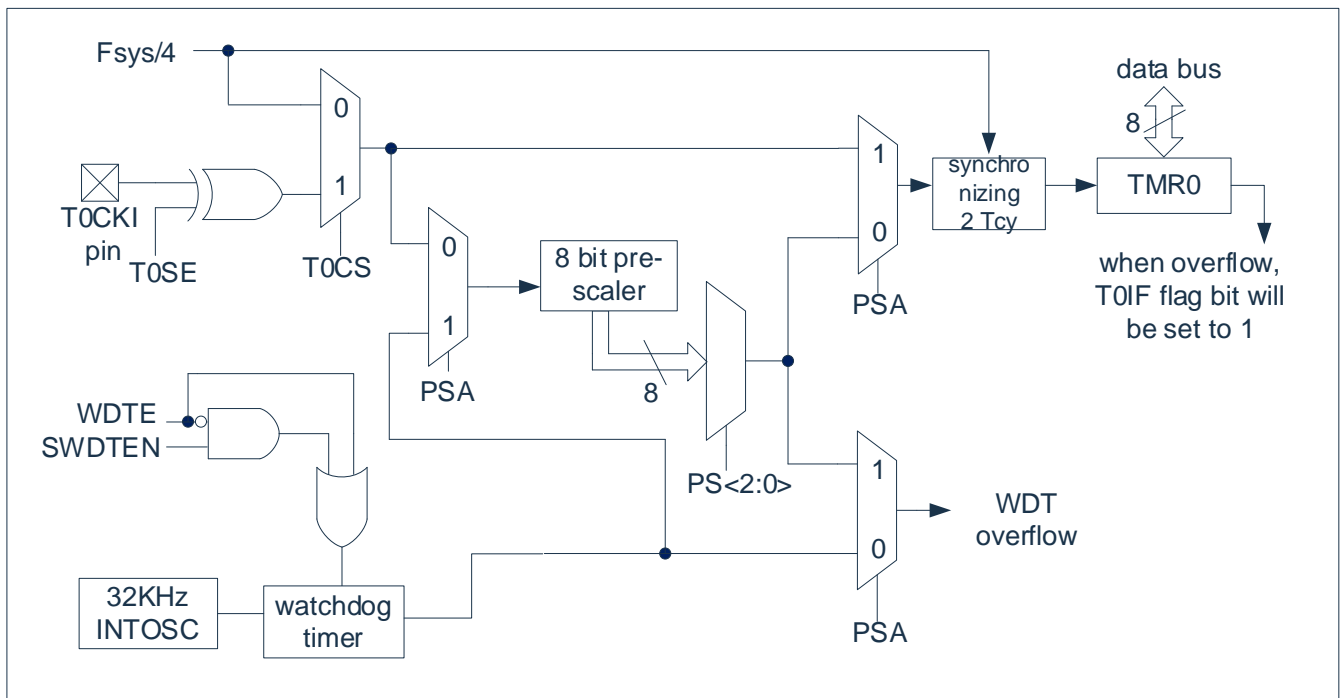 Fsys/4
data bus
0
8
1
synchro
nizing
2 Tcy
TMR0
1
T0CKI
pin
T0SE
T0CS
0
8 bit pre-
scaler
0
PSA
when overflow,
T0IF flag bit will
be set to 1
1
PSA
8
WDTE
SWDTEN
PS<2:0>
1
WDT
overflow
0
32KHz
INTOSC
watchdog
timer
PSA